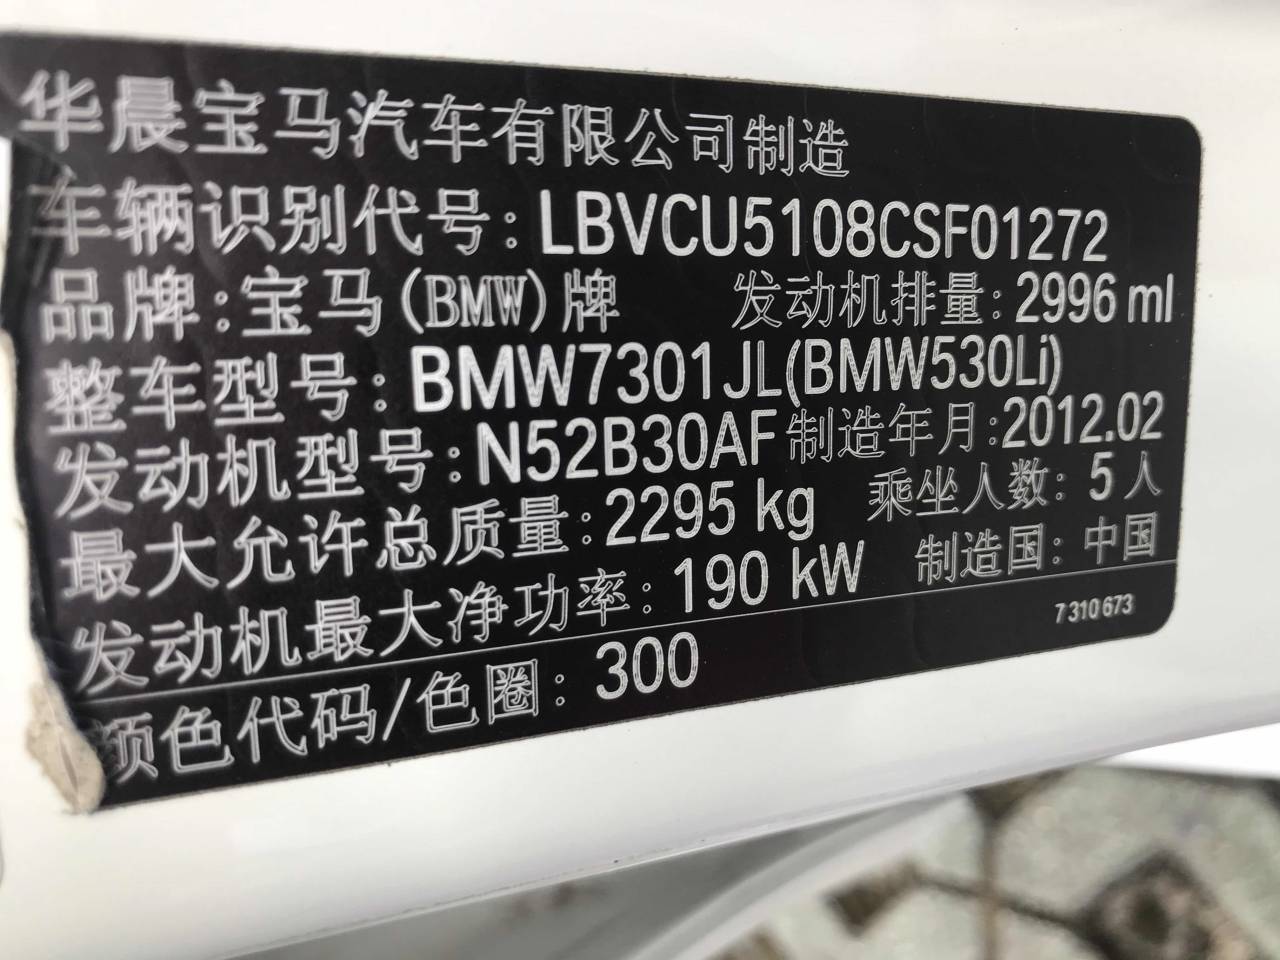 华晨宝马汽车有限公司制造
车辆识别代号:LBVCU5108CSF01272
品牌:宝马(BMW)牌 发动机排量:2996 ml
整车型号:BMW7301JL(BMW530Li)
发动机型号:N52B30AF 制造年月:2012.02
最大允许总质量:2295 kg 乘坐人数:5人
发动机最大净功率:190 kW 制造国:中国
7 310 673
颜色代码/色圈:300